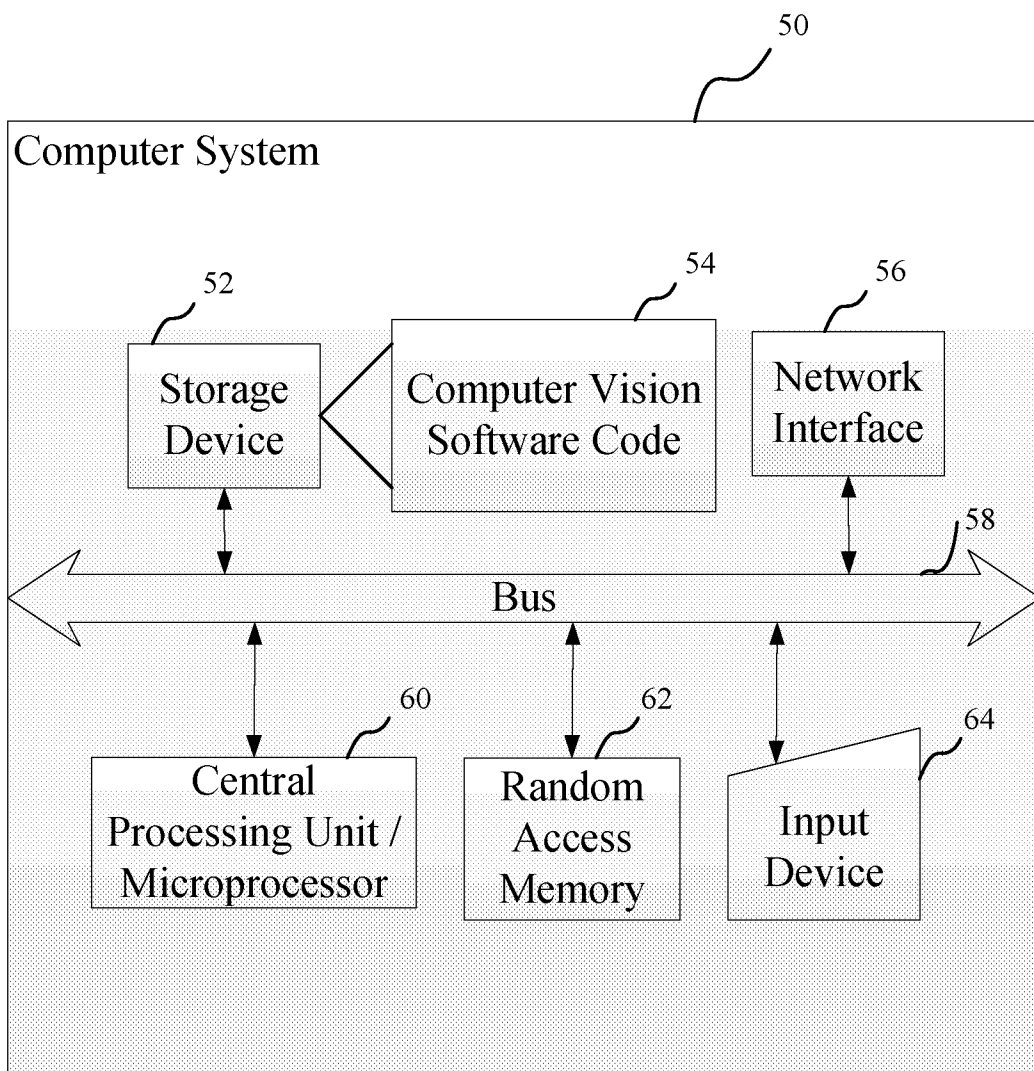 50
Computer System
52
54
56
Storage
Device
Computer Vision
Software Code
Network
Interface
58
Bus
60
62
64
Central
Processing Unit /
Microprocessor
Random
Access
Memory
Input
Device